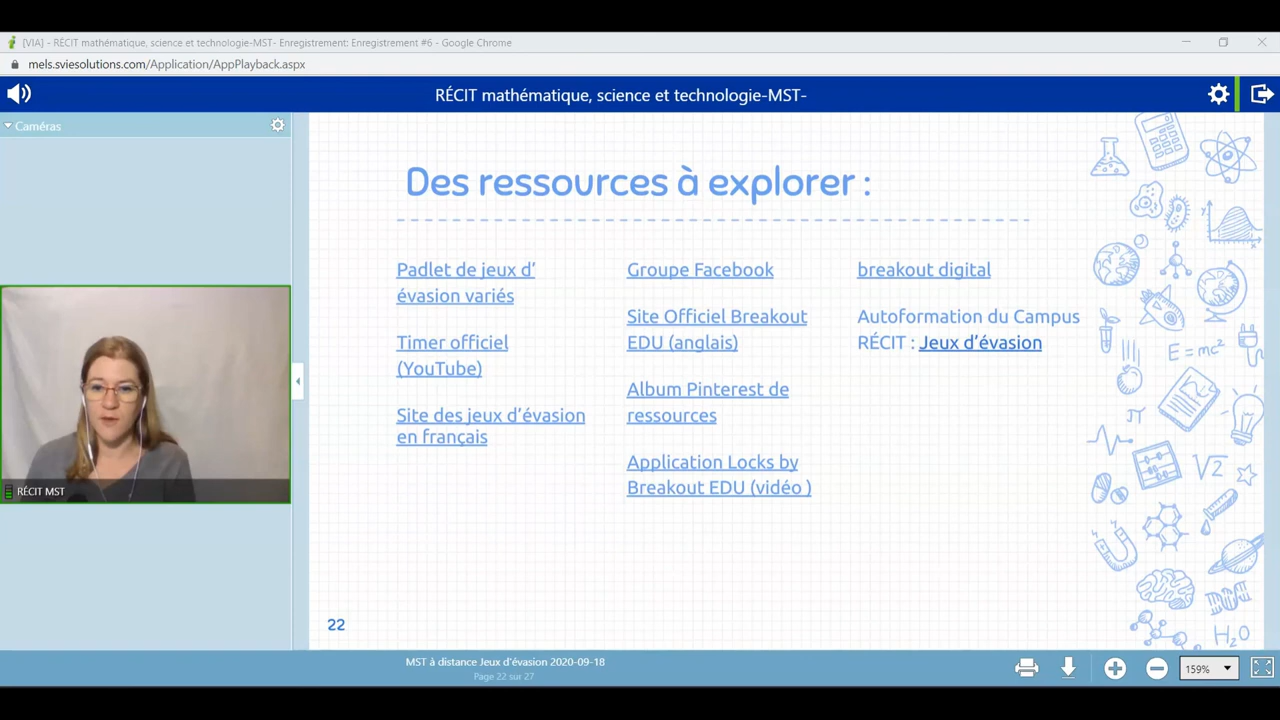 [VIA] - RÉCIT mathématique, science et technologie-MST- Enregistrement: Enregistrement #6 - Google Chrome
mels.sviesolutions.com/Application/AppPlayback.aspx
RÉCIT mathématique, science et technologie-MST-
Caméras
RÉCIT MST
Des ressources à explorer :
Padlet de jeux d’
évasion variés
Timer officiel
(YouTube)
Site des jeux d’évasion
en français
Groupe Facebook
Site Officiel Breakout
EDU (anglais)
Album Pinterest de
ressources
Application Locks by
Breakout EDU (vidéo )
breakout digital
Autoformation du Campus
RÉCIT : Jeux d’évasion
E=mc²
π
√2
H₂O
22
MST à distance Jeux d'évasion 2020-09-18
Page 22 sur 27
159%